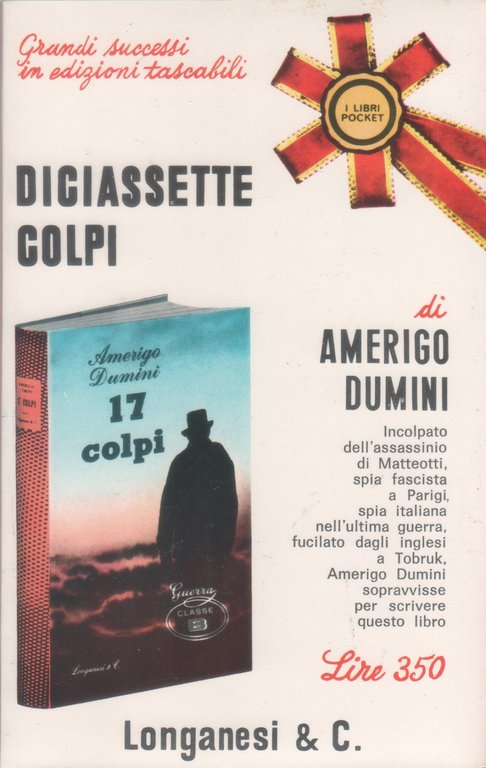 Grandi successi
in edizioni tascabili
I LIBRI
POCKET
DICIASSETTE
COLPI
di
AMERIGO
DUMINI
Incolpato
dell'assassinio
di Matteotti,
spia fascista
a Parigi,
spia italiana
nell'ultima guerra,
fucilato dagli inglesi
a Tobruk,
Amerigo Dumini
sopravvisse
per scrivere
questo libro
Lire 350
Amerigo
Dumini
17
colpi
Guerra
CLASSE
B
Longanesi & C.
Longanesi & C.